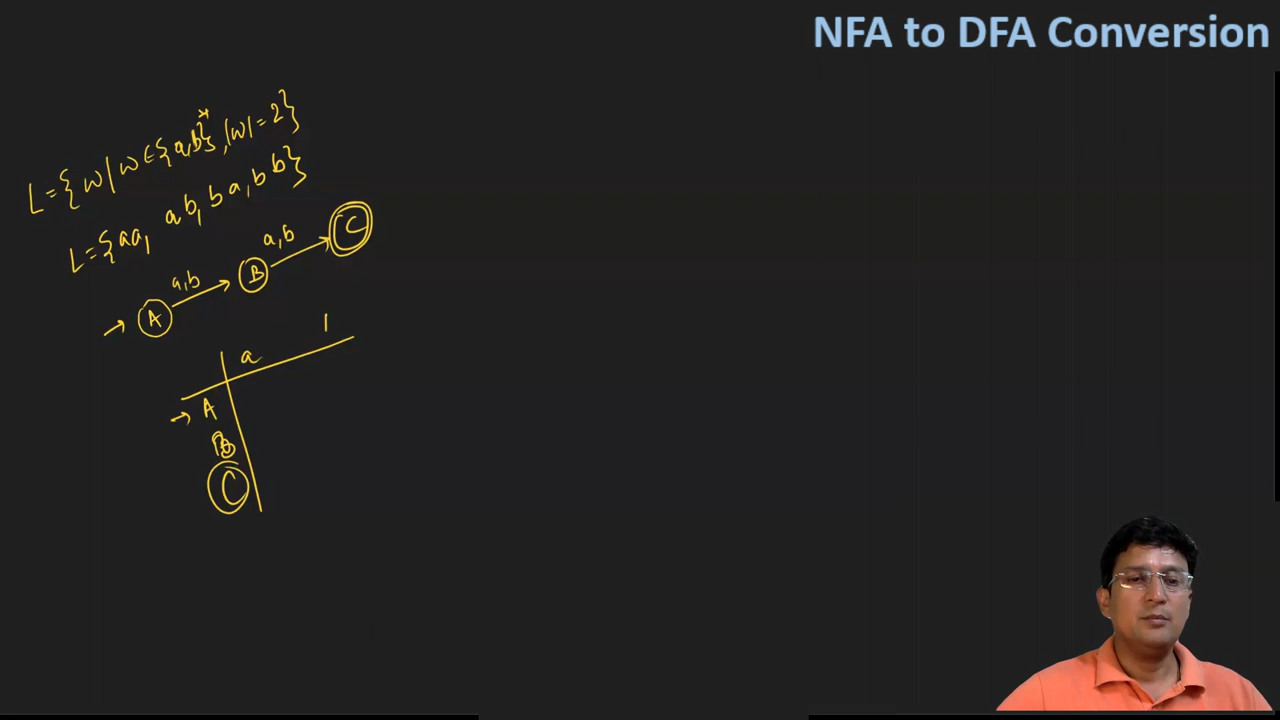 NFA to DFA Conversion
L={w|w∈{a,b}*,|w|=2}
L={aa, ab, ba, bb}
a,b
a,b
A
B
C
a
→ A
B
C